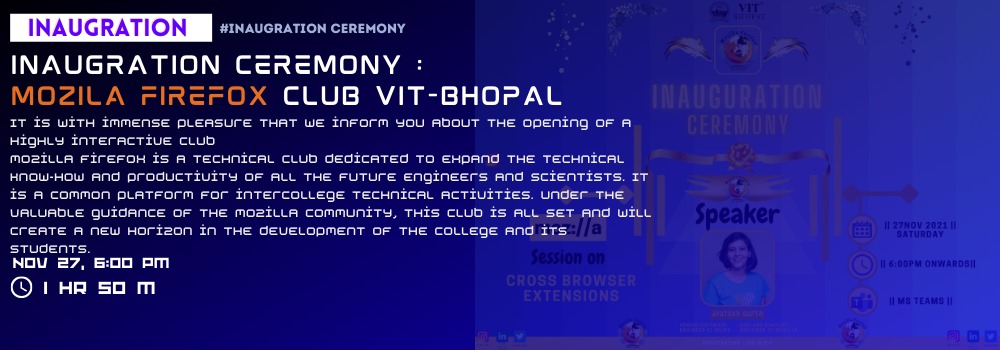 INAUGRATION
#INAUGRATION CEREMONY
INAUGRATION CEREMONY :
MOZILA FIREFOX CLUB VIT-BHOPAL
IT IS WITH IMMENSE PLEASURE THAT WE INFORM YOU ABOUT THE OPENING OF A
HIGHLY INTERACTIVE CLUB
MOZILLA FIREFOX IS A TECHNICAL CLUB DEDICATED TO EXPAND THE TECHNICAL
KNOW-HOW AND PRODUCTIVITY OF ALL THE FUTURE ENGINEERS AND SCIENTISTS. IT
IS A COMMON PLATFORM FOR INTERCOLLEGE TECHNICAL ACTIVITIES. UNDER THE
VALUABLE GUIDANCE OF THE MOZILLA COMMUNITY, THIS CLUB IS ALL SET AND WILL
CREATE A NEW HORIZON IN THE DEVELOPMENT OF THE COLLEGE AND ITS
STUDENTS.
NOV 27, 6:00 PM
1 HR 50 M
VIT
INAUGURATION
CEREMONY
Speaker
moz://a
Session on
CROSS BROWSER
EXTENSIONS
|| 27NOV 2021 ||
SATURDAY
|| 6:00PM ONWARDS||
|| MS TEAMS ||